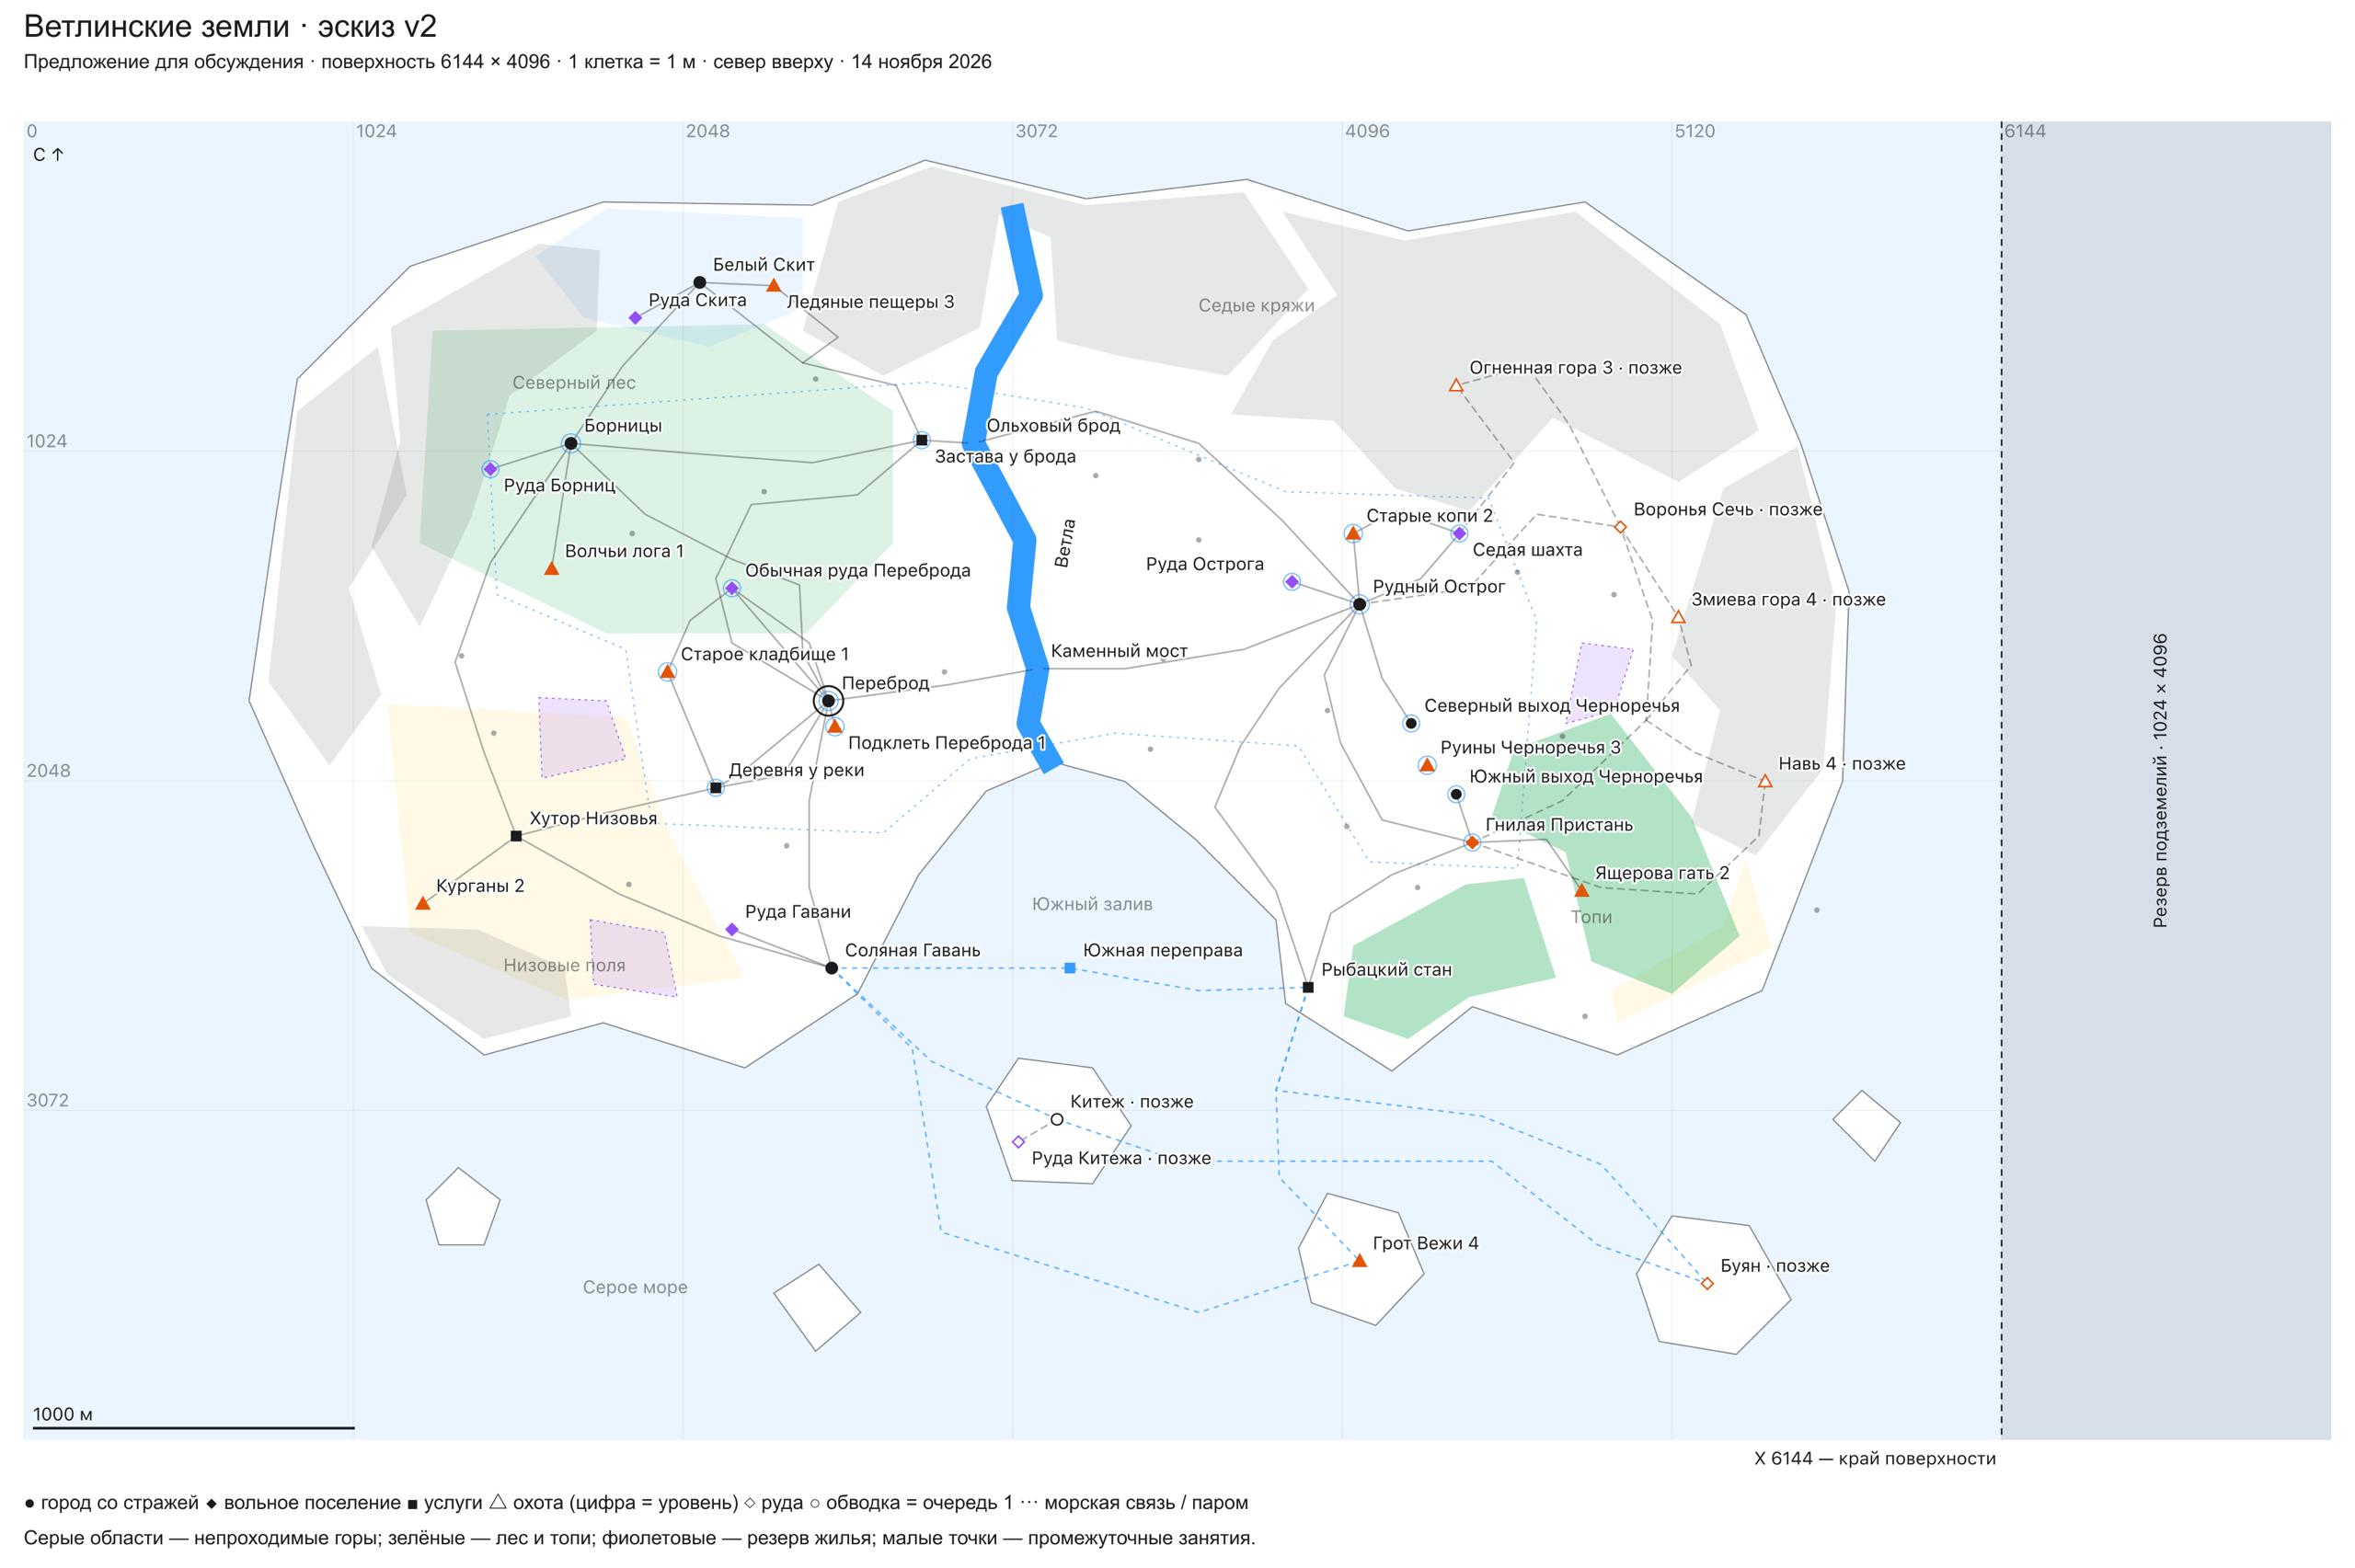 Ветлинские земли · эскиз v2
Предложение для обсуждения · поверхность 6144 × 4096 · 1 клетка = 1 м · север вверху · 14 ноября 2026
0
1024
2048
3072
4096
5120
6144
С ↑
Белый Скит
Руда Скита
Ледяные пещеры 3
Седые кряжи
Огненная гора 3 · позже
Северный лес
Борницы
Ольховый брод
1024
Застава у брода
Руда Борниц
Воронья Сечь · позже
Старые копи 2
Ветла
Седая шахта
Волчьи лога 1
Руда Острога
Обычная руда Переброда
Рудный Острог
Змиева гора 4 · позже
Каменный мост
Старое кладбище 1
Переброд
Северный выход Черноречья
Подклеть Переброда 1
Руины Черноречья 3
Навь 4 · позже
2048
Деревня у реки
Южный выход Черноречья
Хутор Низовья
Гнилая Пристань
Ящерова гать 2
Курганы 2
Южный залив
Руда Гавани
Топи
Соляная Гавань
Южная переправа
Низовые поля
Рыбацкий стан
Резерв подземелий · 1024 × 4096
3072
Китеж · позже
Руда Китежа · позже
Грот Вежи 4
Буян · позже
Серое море
1000 м
X 6144 — край поверхности
● город со стражей ◆ вольное поселение ■ услуги △ охота (цифра = уровень) ◇ руда ○ обводка = очередь 1 ··· морская связь / паром
Серые области — непроходимые горы; зелёные — лес и топи; фиолетовые — резерв жилья; малые точки — промежуточные занятия.